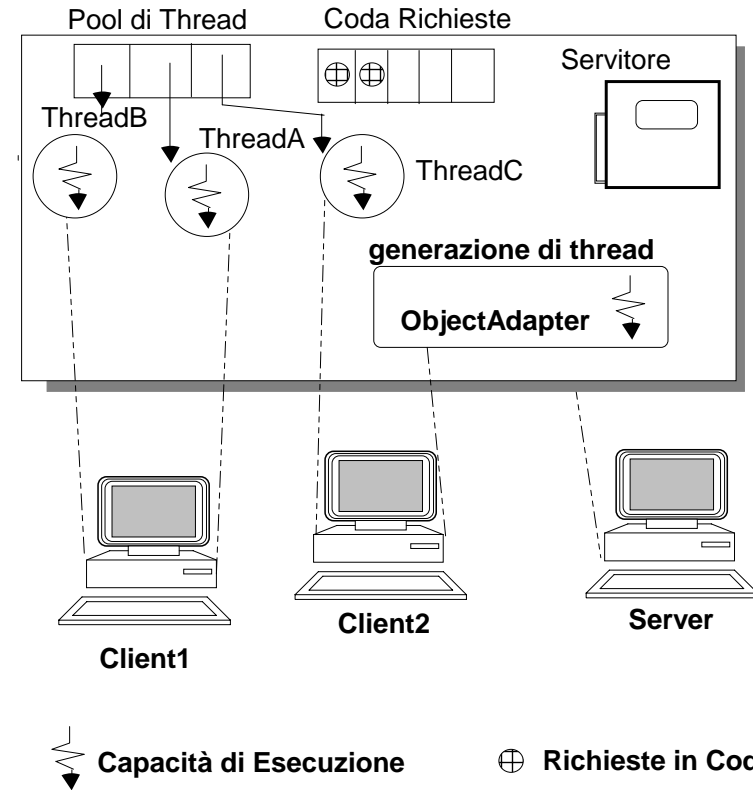 Pool di Thread
Coda Richieste
Servitore
ThreadB
ThreadA
ThreadC
generazione di thread
ObjectAdapter
Client1
Client2
Server
Capacità di Esecuzione
Richieste in